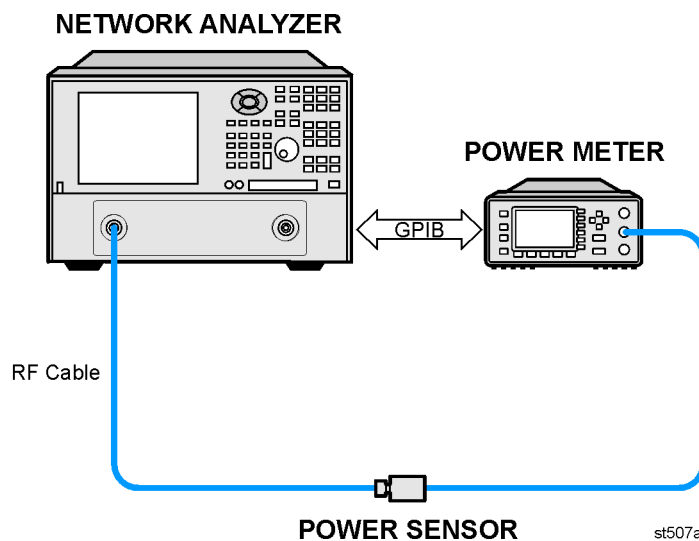 NETWORK ANALYZER
POWER METER
GPIB
RF Cable
POWER SENSOR
st507a